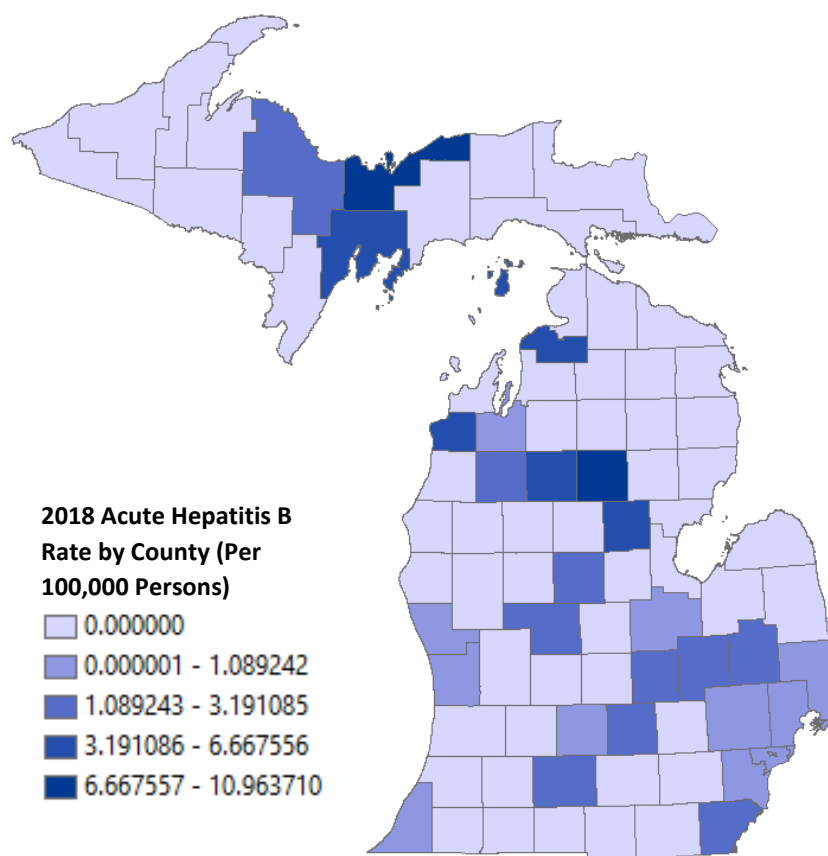 2018 Acute Hepatitis B
Rate by County (Per
100,000 Persons)
0.000000
0.000001 - 1.089242
1.089243 - 3.191085
3.191086 - 6.667556
6.667557 - 10.963710